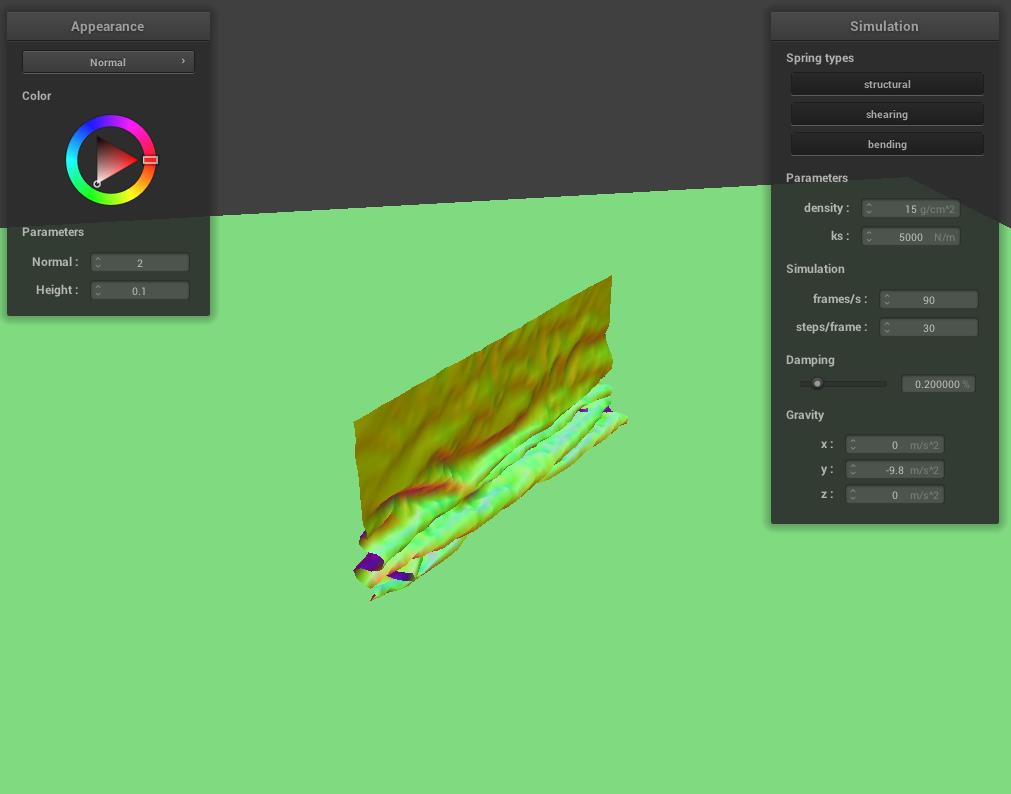 Appearance
Normal
Color
Parameters
Normal : 2
Height : 0.1
Simulation
Spring types
structural
shearing
bending
Parameters
density : 15 g/cm^2
ks : 5000 N/m
Simulation
frames/s : 90
steps/frame : 30
Damping
0.200000 %
Gravity
x : 0 m/s^2
y : -9.8 m/s^2
z : 0 m/s^2